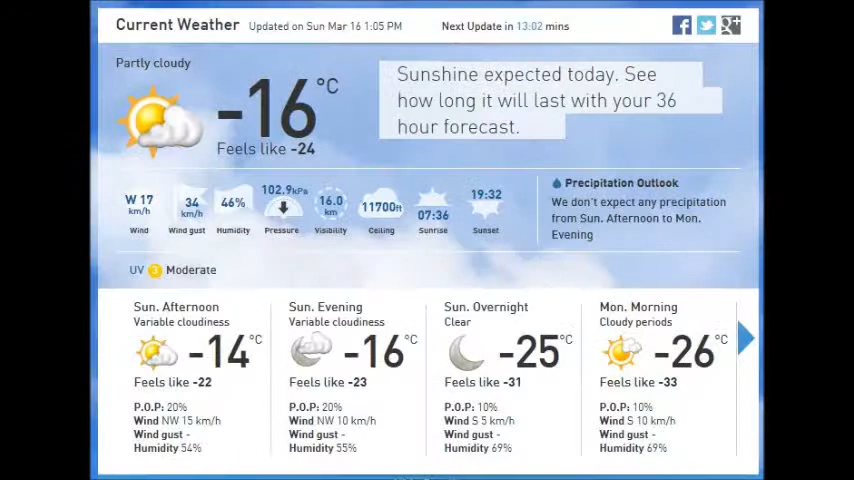 Current Weather Updated on Sun Mar 16 1:05 PM Next Update in 13:02 mins
Partly cloudy
-16 °C
Feels like -24
Sunshine expected today. See
how long it will last with your 36
hour forecast.
W 17 km/h Wind
34 km/h Wind gust
46% Humidity
102.9kPa Pressure
16.0 km Visibility
11700ft Ceiling
07:36 Sunrise
19:32 Sunset
Precipitation Outlook
We don't expect any precipitation
from Sun. Afternoon to Mon.
Evening
UV 3 Moderate
Sun. Afternoon
Variable cloudiness
-14 °C
Feels like -22
P.O.P: 20%
Wind NW 15 km/h
Wind gust -
Humidity 54%
Sun. Evening
Variable cloudiness
-16 °C
Feels like -23
P.O.P: 20%
Wind NW 10 km/h
Wind gust -
Humidity 55%
Sun. Overnight
Clear
-25 °C
Feels like -31
P.O.P: 10%
Wind S 5 km/h
Wind gust -
Humidity 69%
Mon. Morning
Cloudy periods
-26 °C
Feels like -33
P.O.P: 10%
Wind S 10 km/h
Wind gust -
Humidity 69%